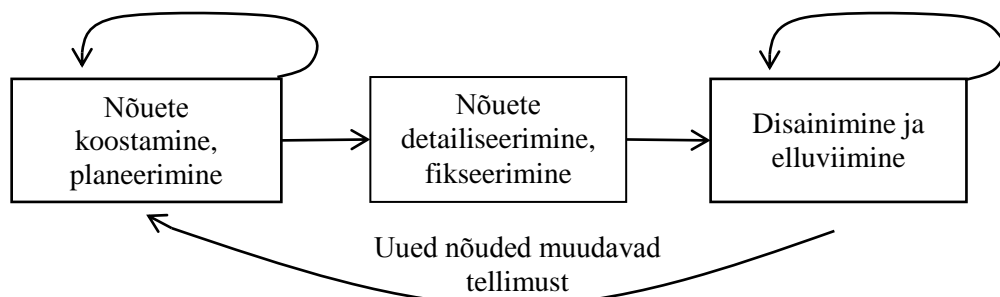 Nõuete
koostamine,
planeerimine
Nõuete
detailiseerimine,
fikseerimine
Disainimine ja
elluviimine
Uued nõuded muudavad
tellimust